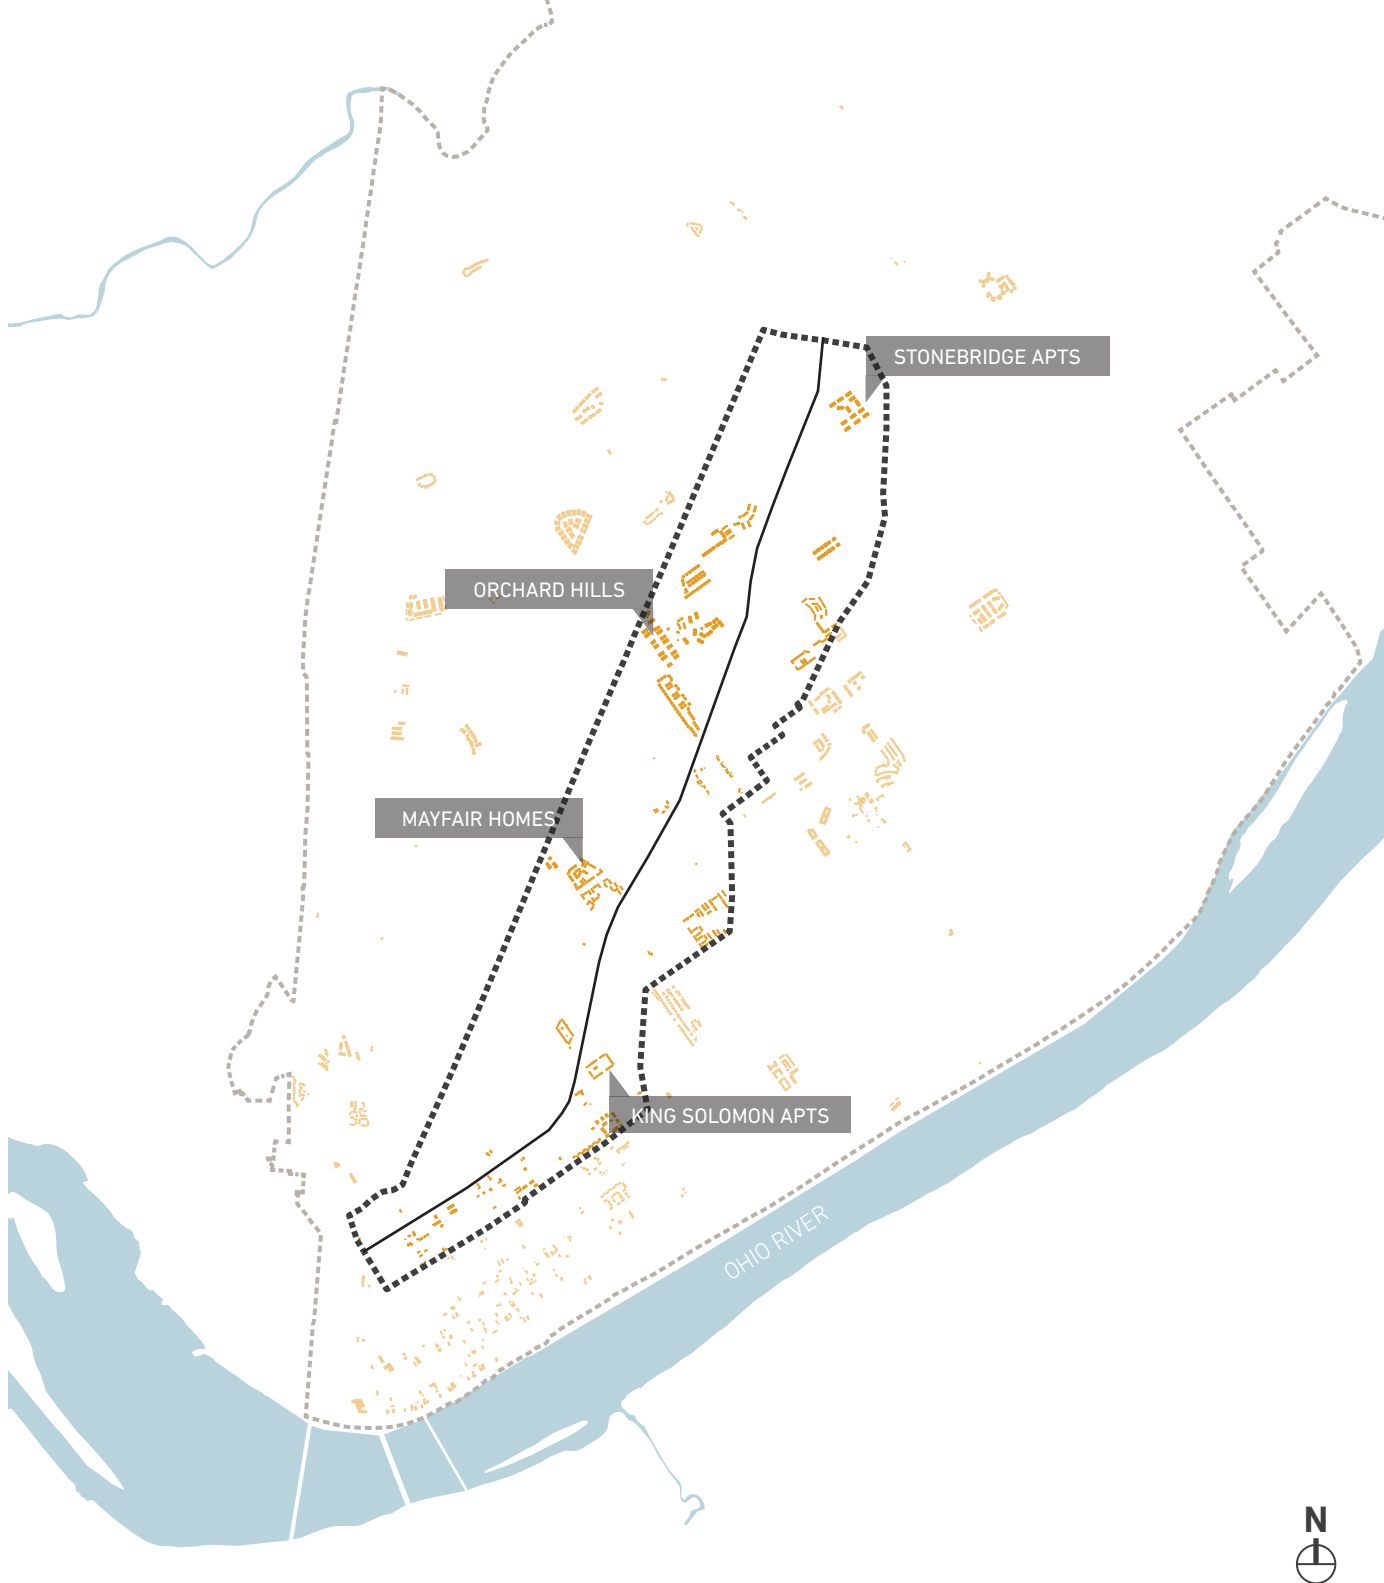 STONEBRIDGE APTS
ORCHARD HILLS
MAYFAIR HOMES
KING SOLOMON APTS
OHIO RIVER
N